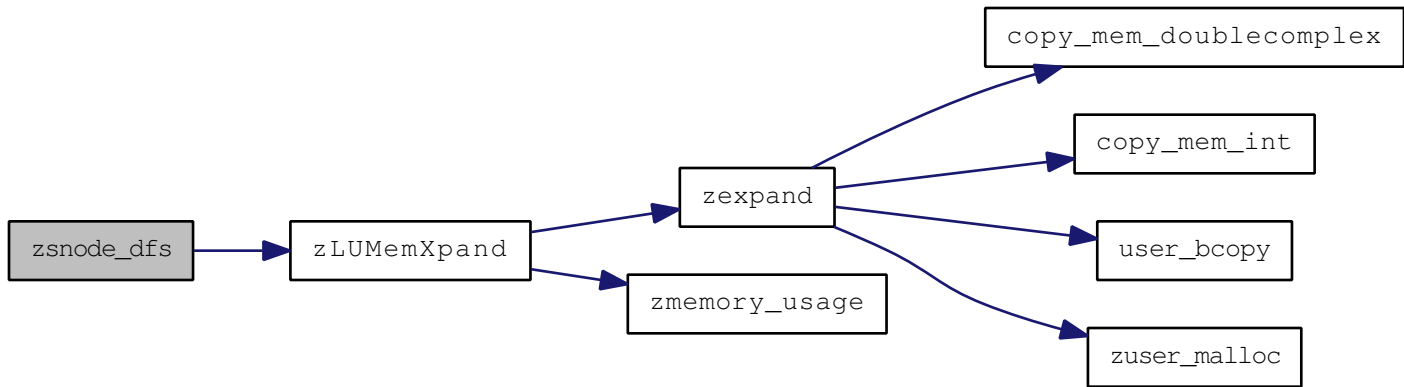 zsnode_dfs
zLUMemXpand
zexpand
zmemory_usage
copy_mem_doublecomplex
copy_mem_int
user_bcopy
zuser_malloc